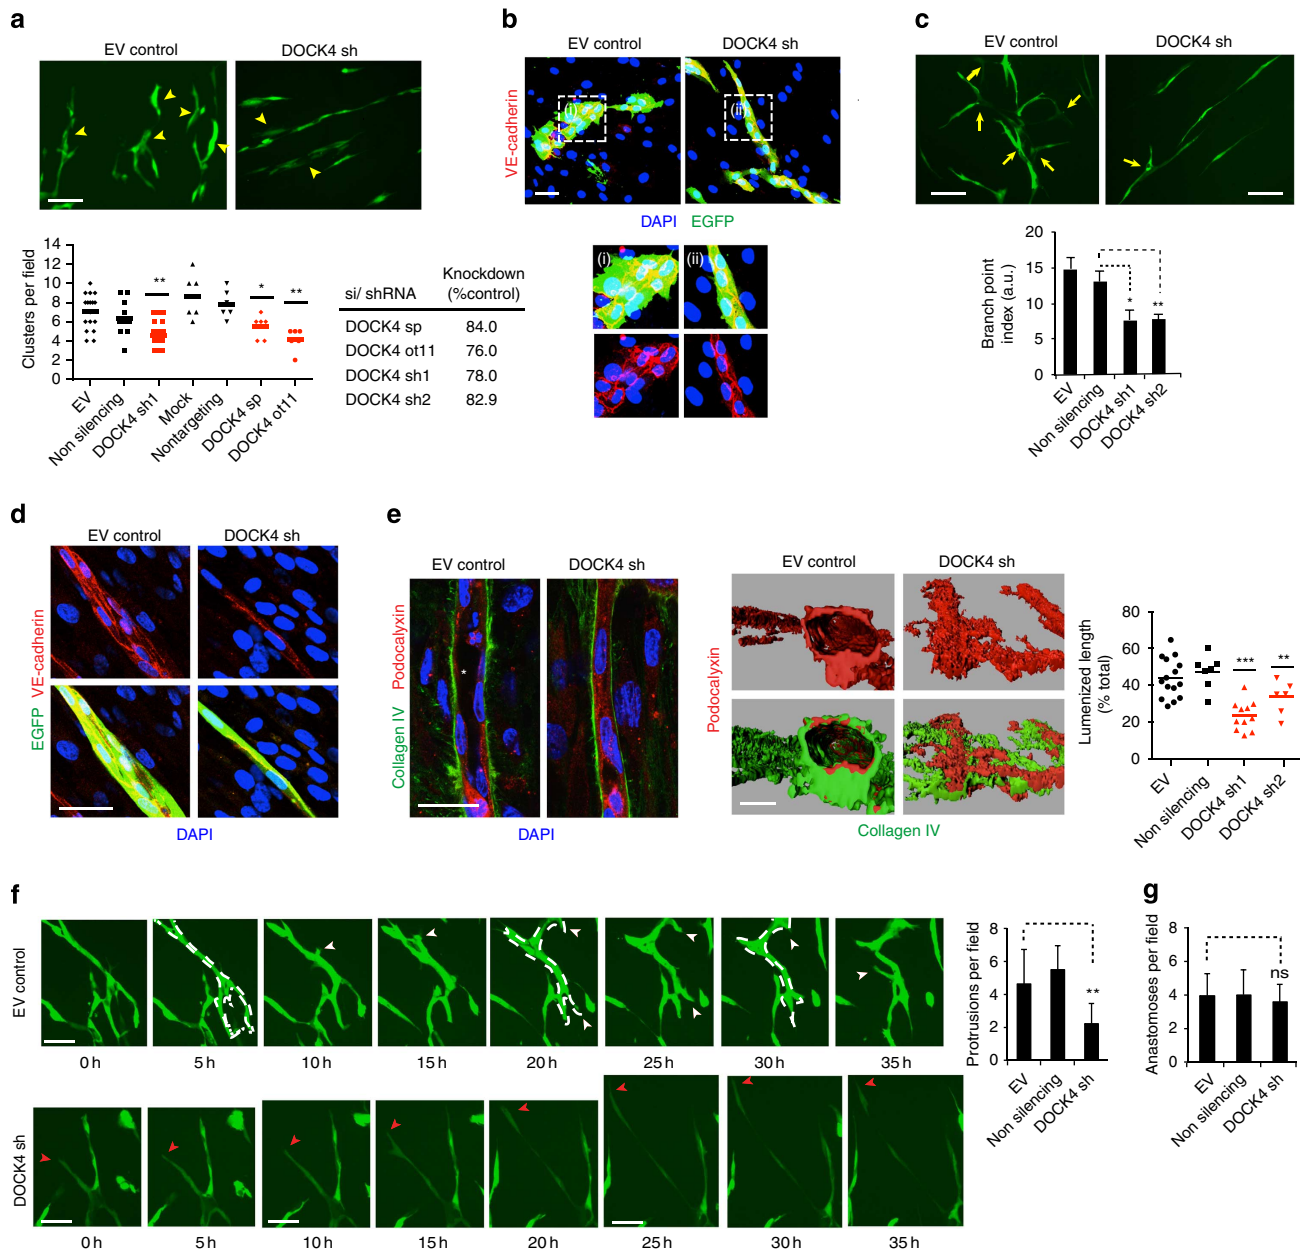 a
EV control
DOCK4 sh
Clusters per field
14
12
10
8
6
4
2
0
**
*
**
EV
Non silencing
DOCK4 sh1
Mock
Nontargeting
DOCK4 sp
DOCK4 ot11
si/ shRNA
Knockdown
(%control)
DOCK4 sp 84.0
DOCK4 ot11 76.0
DOCK4 sh1 78.0
DOCK4 sh2 82.9
b
EV control
DOCK4 sh
VE-cadherin
(i)
(ii)
DAPI EGFP
(i)
(ii)
c
EV control
DOCK4 sh
Branch point
index (a.u.)
20
15
10
5
0
*
**
EV
Non silencing
DOCK4 sh1
DOCK4 sh2
d
EV control
DOCK4 sh
EGFP VE-cadherin
DAPI
e
EV control
DOCK4 sh
Collagen IV Podocalyxin
*
DAPI
EV control
DOCK4 sh
Podocalyxin
Collagen IV
Lumenized length
(% total)
80
60
40
20
0
***
**
EV
Non silencing
DOCK4 sh1
DOCK4 sh2
f
EV control
0 h
5 h
10 h
15 h
20 h
25 h
30 h
35 h
DOCK4 sh
0 h
5 h
10 h
15 h
20 h
25 h
30 h
35 h
Protrusions per field
8
6
4
2
0
**
EV
Non silencing
DOCK4 sh
g
Anastomoses per field
8
6
4
2
0
ns
EV
Non silencing
DOCK4 sh